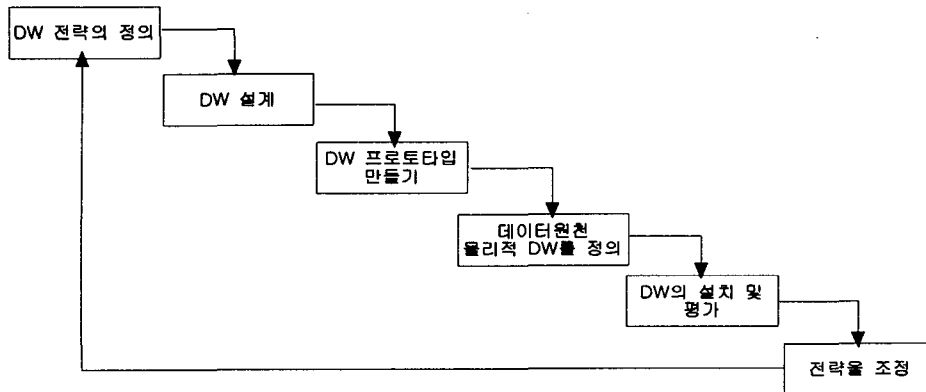 DW 전략의 정의
DW 설계
DW 프로토타입
만들기
데이터원천
물리적 DW를 정의
DW의 설치 및
평가
전략을 조정